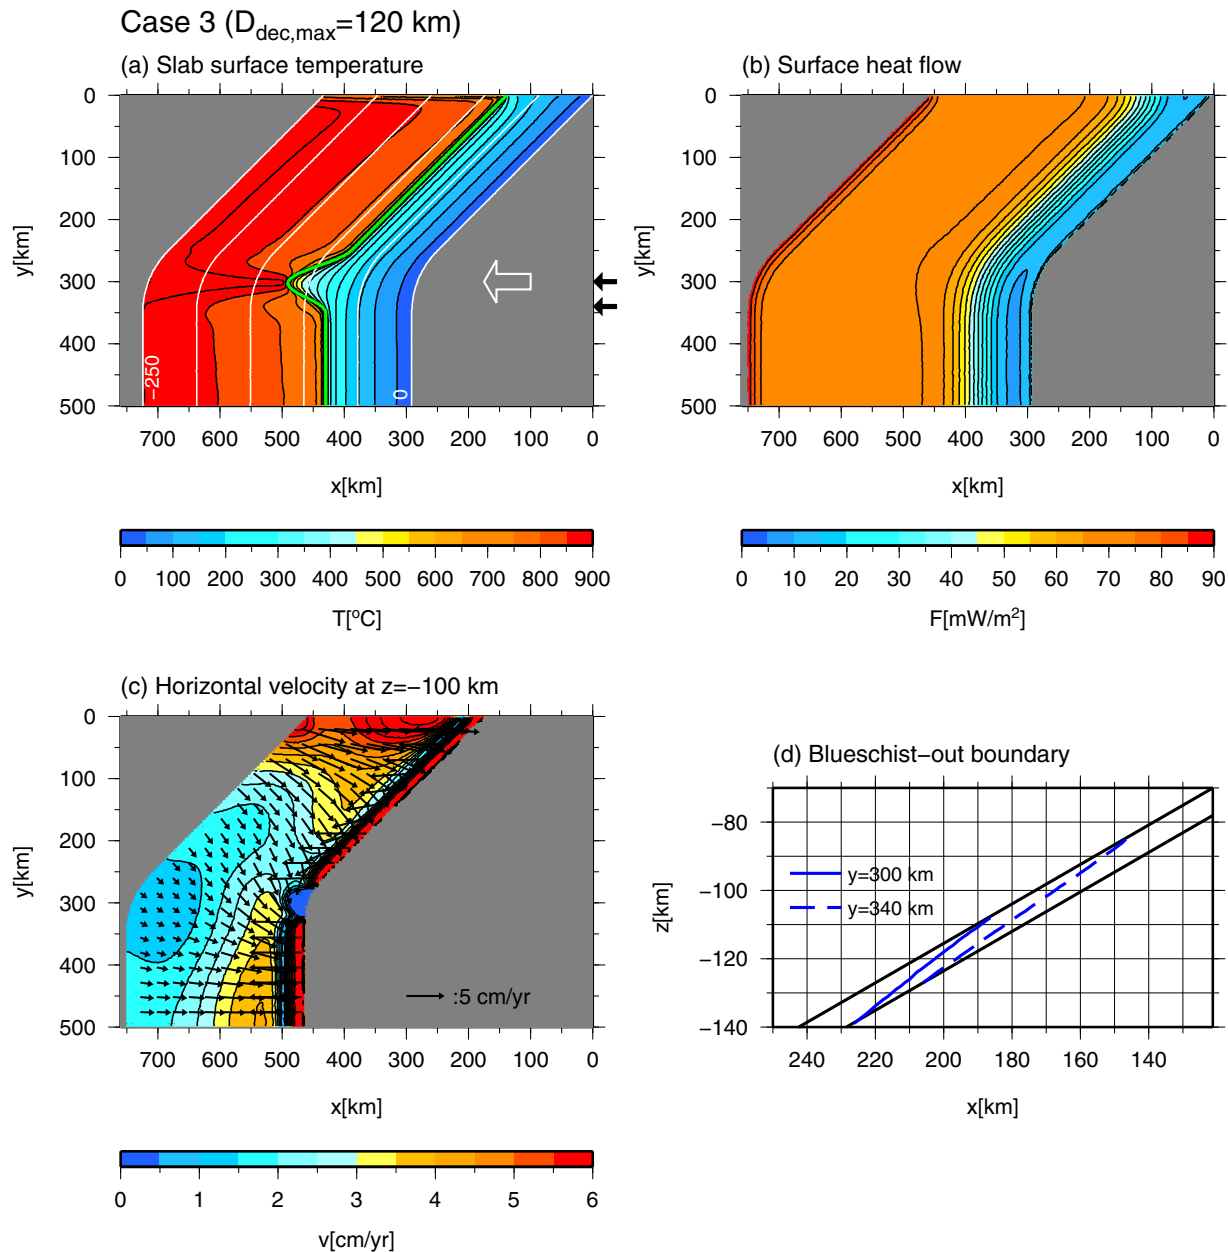 Case 3 (Ddec,max=120 km)
(a) Slab surface temperature
(b) Surface heat flow
0
100
200
300
400
500
y[km]
−250
0
700 600 500 400 300 200 100 0
x[km]
0
100
200
300
400
500
y[km]
700 600 500 400 300 200 100 0
x[km]
0 100 200 300 400 500 600 700 800 900
T[°C]
0 10 20 30 40 50 60 70 80 90
F[mW/m²]
(c) Horizontal velocity at z=−100 km
0
100
200
300
400
500
y[km]
:5 cm/yr
700 600 500 400 300 200 100 0
x[km]
0 1 2 3 4 5 6
v[cm/yr]
(d) Blueschist−out boundary
−80
−100
−120
−140
z[km]
y=300 km
y=340 km
240 220 200 180 160 140
x[km]